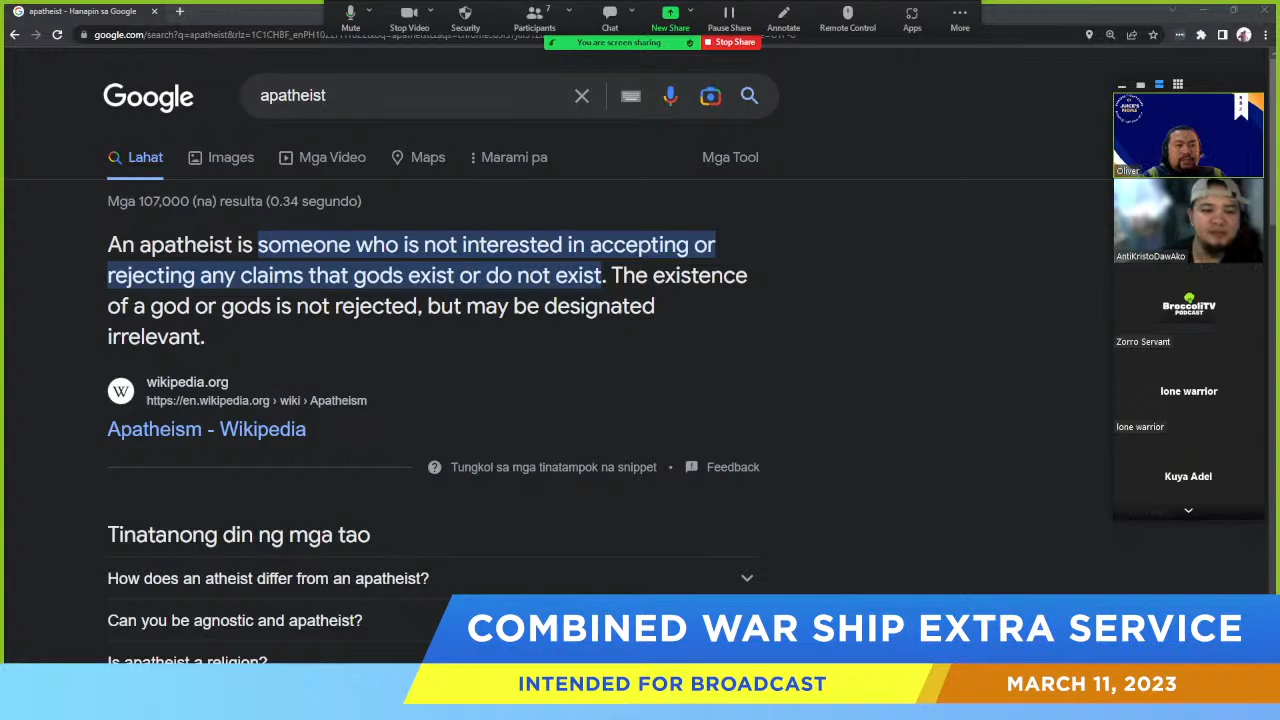 apatheist - Hanapin sa Google
Mute
Stop Video
Security
Participants
7
Chat
New Share
Pause Share
Annotate
Remote Control
Apps
More
You are screen sharing
Stop Share
Google
apatheist
Lahat
Images
Mga Video
Maps
Marami pa
Mga Tool
Mga 107,000 (na) resulta (0.34 segundo)
An apatheist is someone who is not interested in accepting or
rejecting any claims that gods exist or do not exist. The existence
of a god or gods is not rejected, but may be designated
irrelevant.
W
wikipedia.org
https://en.wikipedia.org › wiki › Apatheism
Apatheism - Wikipedia
Tungkol sa mga tinatampok na snippet
Feedback
Tinatanong din ng mga tao
How does an atheist differ from an apatheist?
Can you be agnostic and apatheist?
Is apatheist a religion?
JUICE'S
PEOPLE
Oliver
AntiKristoDawAko
BroccoliTV
PODCAST
Zorro Servant
lone warrior
lone warrior
Kuya Adel
COMBINED WAR SHIP EXTRA SERVICE
INTENDED FOR BROADCAST
MARCH 11, 2023